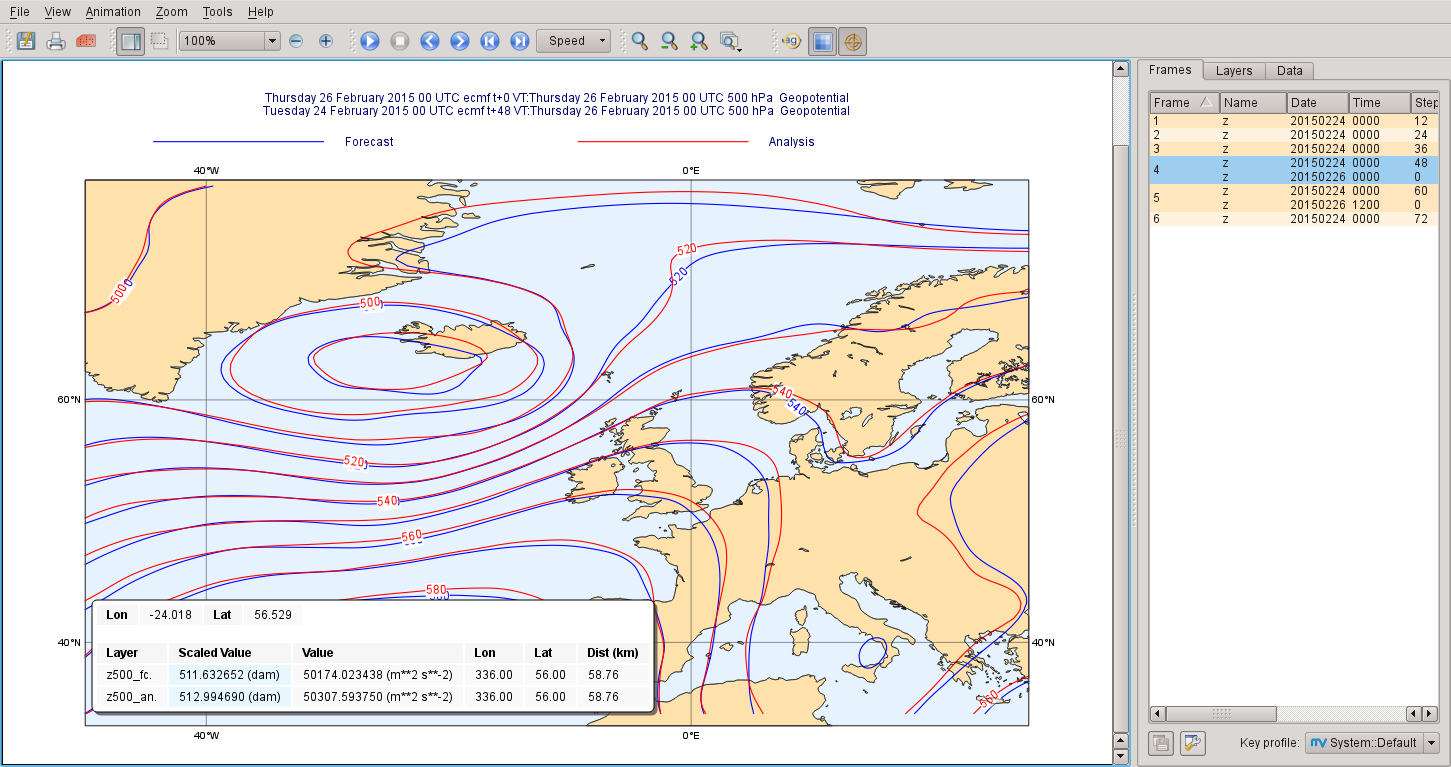 File View Animation Zoom Tools Help
100% Speed
Thursday 26 February 2015 00 UTC ecmf t+0 VT:Thursday 26 February 2015 00 UTC 500 hPa Geopotential
Tuesday 24 February 2015 00 UTC ecmf t+48 VT:Thursday 26 February 2015 00 UTC 500 hPa Geopotential
Forecast Analysis
40°W 0°E
520
520
500
500
60°N 60°N
540
540
520
540
560
580
40°N 40°N
560
40°W 0°E
Lon -24.018 Lat 56.529
Layer Scaled Value Value Lon Lat Dist (km)
z500_fc. 511.632652 (dam) 50174.023438 (m**2 s**-2) 336.00 56.00 58.76
z500_an. 512.994690 (dam) 50307.593750 (m**2 s**-2) 336.00 56.00 58.76
Frames Layers Data
Frame Name Date Time Step
1 z 20150224 0000 12
2 z 20150224 0000 24
3 z 20150224 0000 36
4 z 20150224 0000 48
z 20150226 0000 0
5 z 20150224 0000 60
z 20150226 1200 0
6 z 20150224 0000 72
Key profile: System::Default